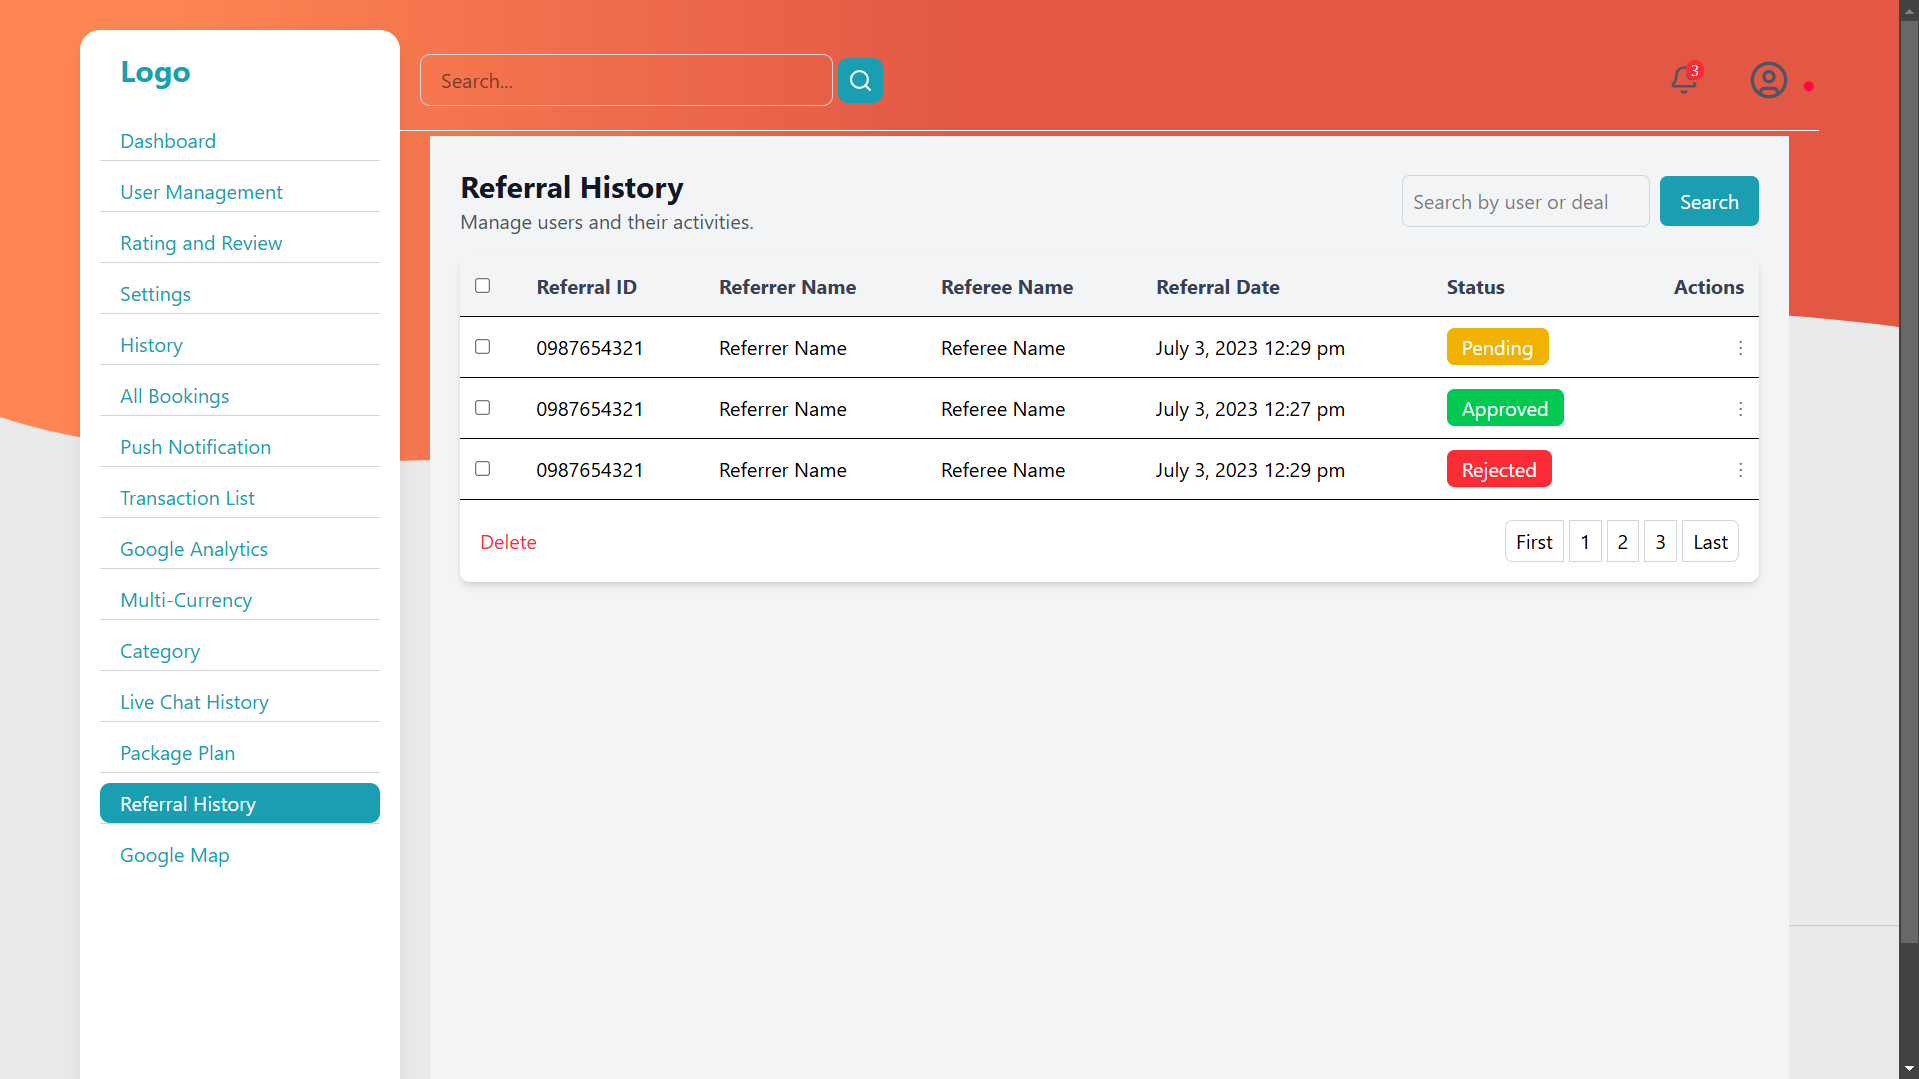 Logo
Search...
3
Dashboard
User Management
Rating and Review
Settings
History
All Bookings
Push Notification
Transaction List
Google Analytics
Multi-Currency
Category
Live Chat History
Package Plan
Referral History
Google Map
Referral History
Manage users and their activities.
Search by user or deal
Search
Referral ID Referrer Name Referee Name Referral Date Status Actions
0987654321 Referrer Name Referee Name July 3, 2023 12:29 pm Pending
0987654321 Referrer Name Referee Name July 3, 2023 12:27 pm Approved
0987654321 Referrer Name Referee Name July 3, 2023 12:29 pm Rejected
Delete
First 1 2 3 Last